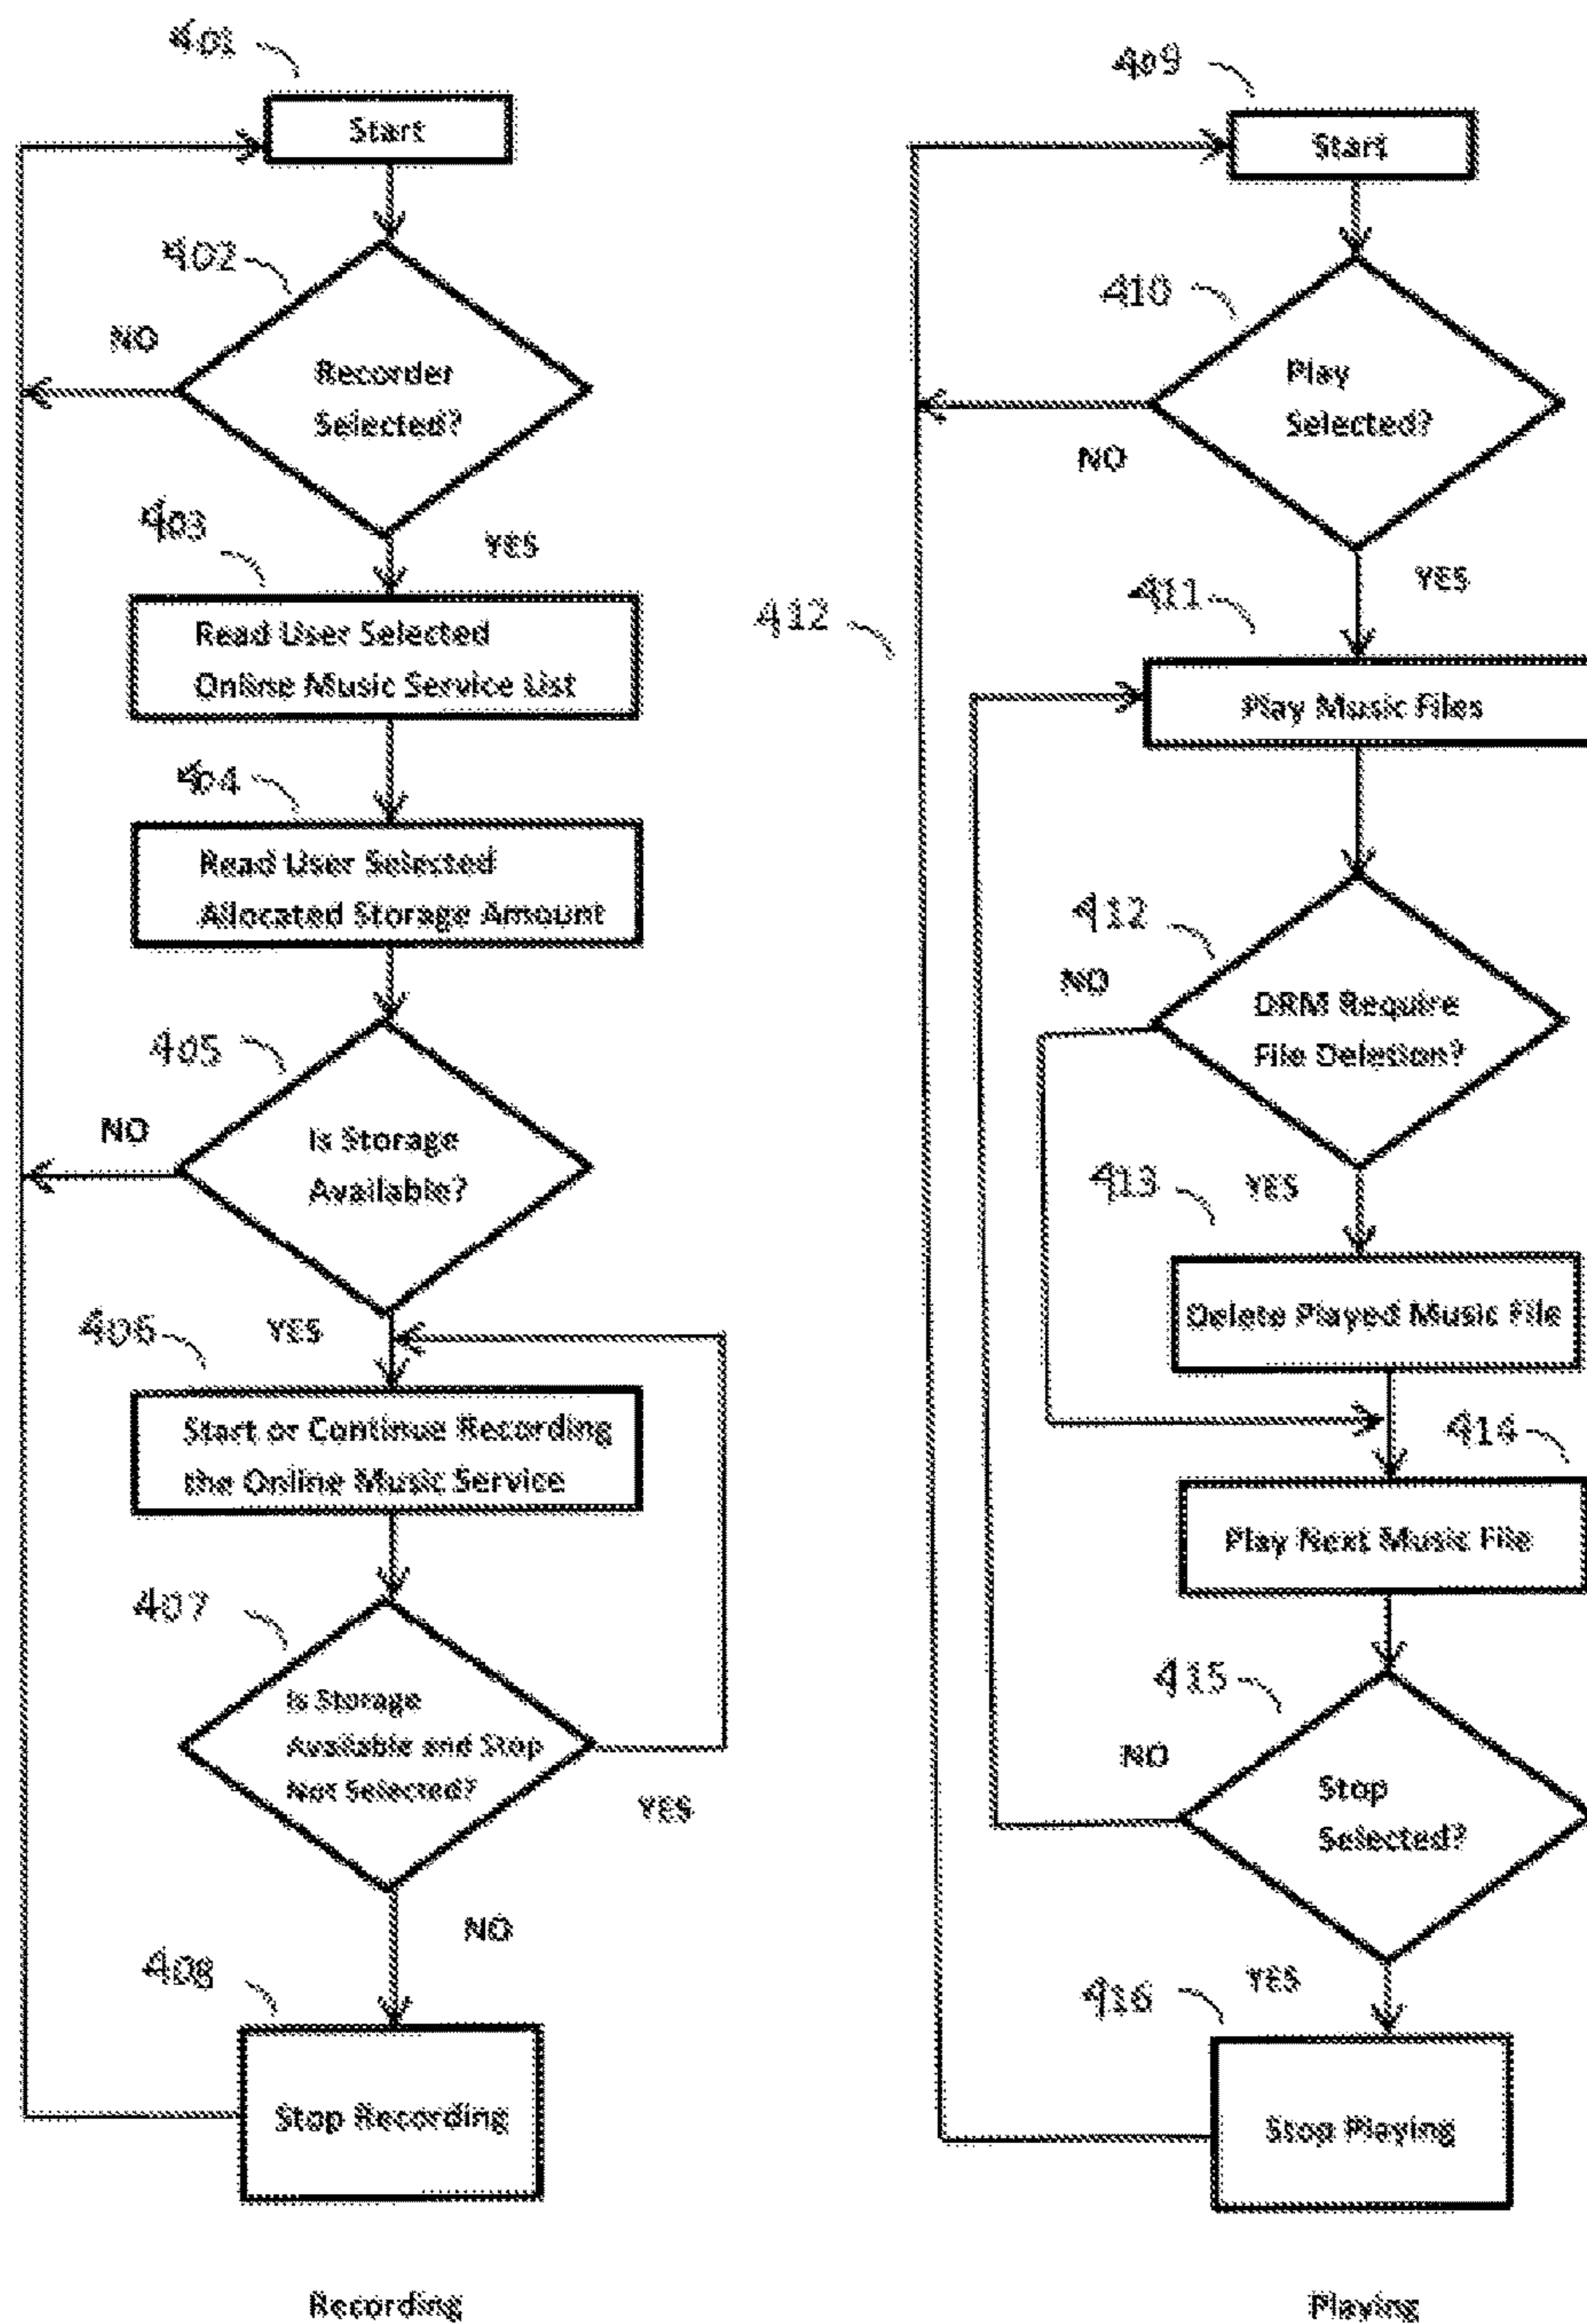 401
Start
402
NO
Recorder
Selected?
403
YES
Read User Selected
Online Music Service List
404
Read User Selected
Allocated Storage Amount
405
NO
Is Storage
Available?
406
YES
Start or Continue Recording
the Online Music Service
407
Is Storage
Available and Stop
Not Selected?
YES
NO
408
Stop Recording
Recording
409
Start
410
Play
Selected?
NO
YES
411
412
Play Music Files
412
NO
DRM Require
File Deletion?
413
YES
Delete Played Music File
414
Play Next Music File
415
NO
Stop
Selected?
YES
416
Stop Playing
Playing